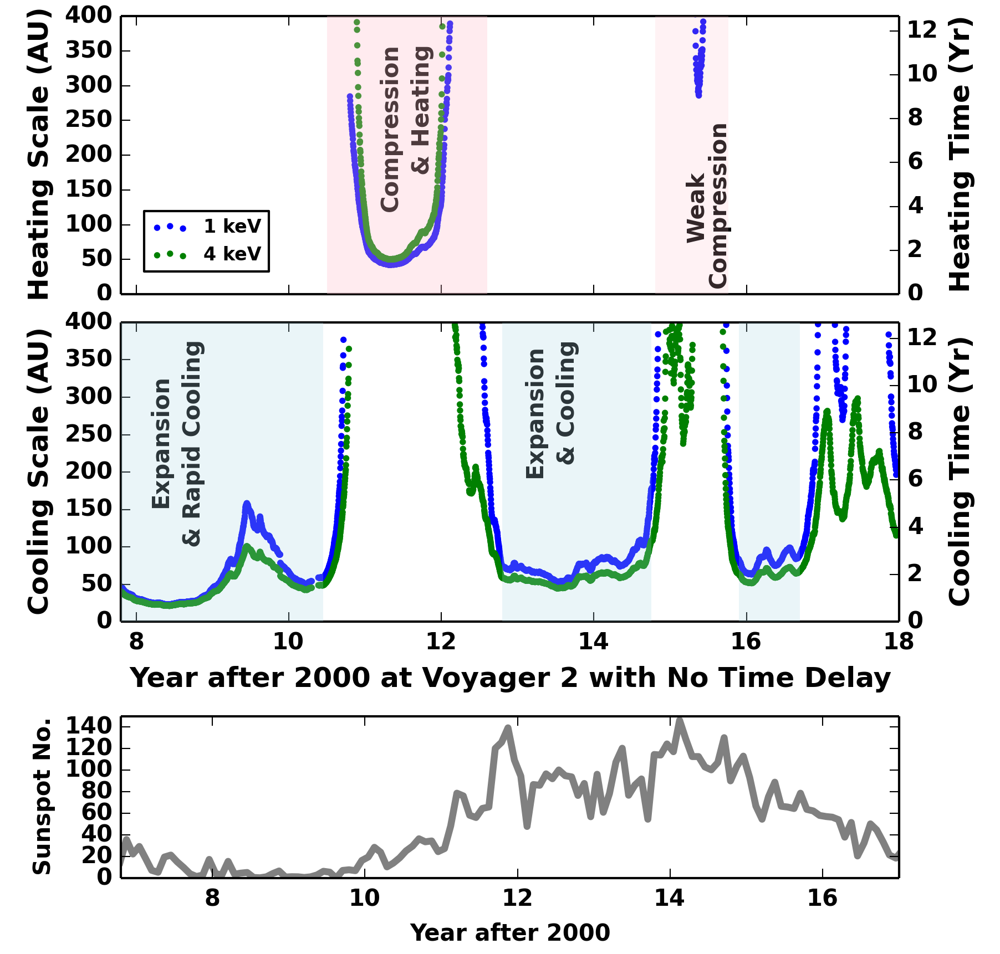 400
350
300
250
200
150
100
50
0
Heating Scale (AU)
Compression
& Heating
Weak
Compression
1 keV
4 keV
12
10
8
6
4
2
0
Heating Time (Yr)
400
350
300
250
200
150
100
50
0
Cooling Scale (AU)
Expansion
& Rapid Cooling
Expansion
& Cooling
12
10
8
6
4
2
0
Cooling Time (Yr)
8 10 12 14 16 18
Year after 2000 at Voyager 2 with No Time Delay
140
120
100
80
60
40
20
0
Sunspot No.
8 10 12 14 16
Year after 2000